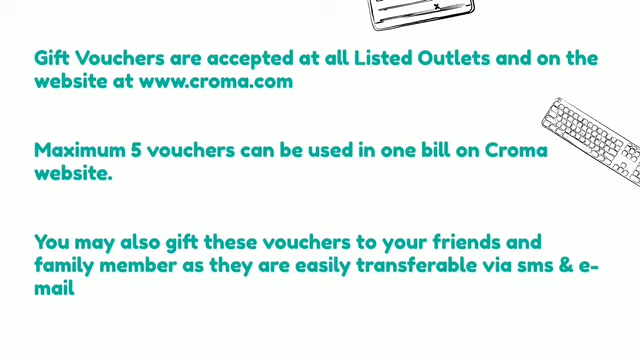 Gift Vouchers are accepted at all Listed Outlets and on the
website at www.croma.com
Maximum 5 vouchers can be used in one bill on Croma
website.
You may also gift these vouchers to your friends and
family member as they are easily transferable via sms & e-
mail